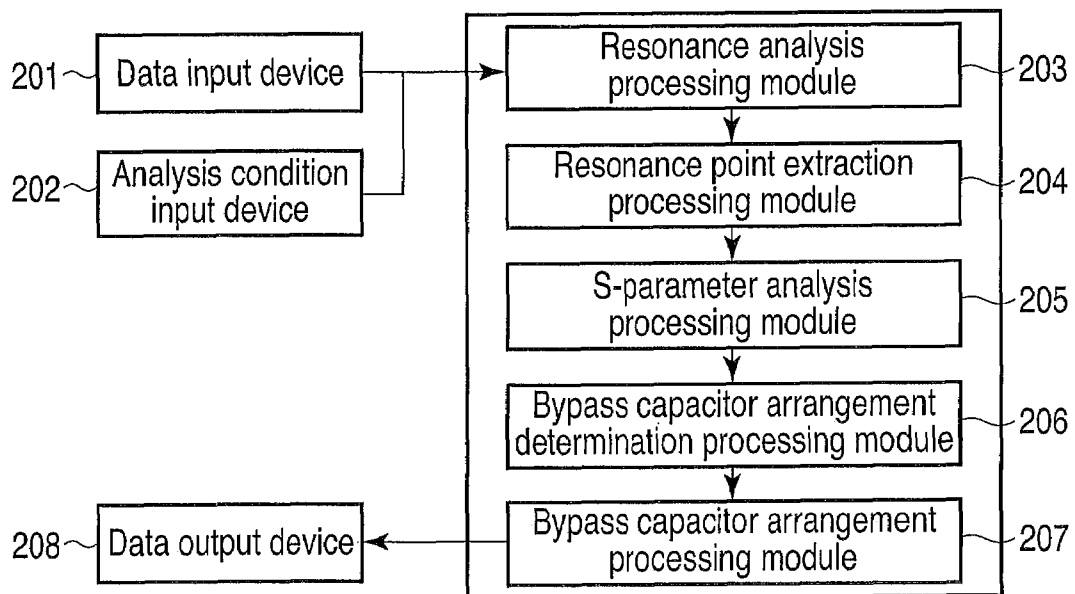 201
Data input device
202
Analysis condition
input device
Resonance analysis
processing module
203
Resonance point extraction
processing module
204
S-parameter analysis
processing module
205
Bypass capacitor arrangement
determination processing module
206
Bypass capacitor arrangement
processing module
207
208
Data output device